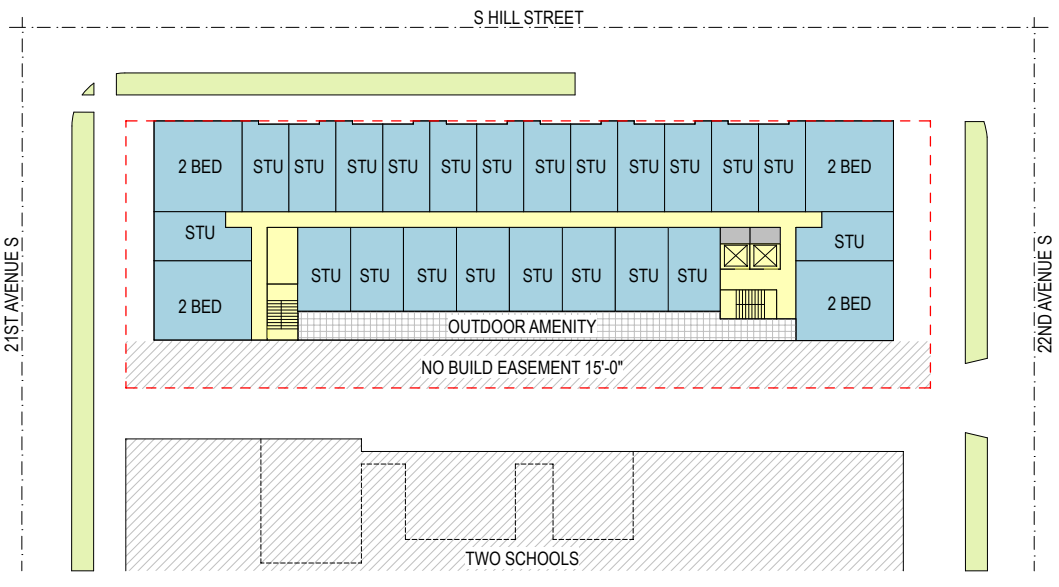 S HILL STREET
21ST AVENUE S
22ND AVENUE S
2 BED STU STU STU STU STU STU STU STU STU STU STU STU 2 BED
STU STU
STU STU STU STU STU STU STU STU
2 BED 2 BED
OUTDOOR AMENITY
NO BUILD EASEMENT 15'-0"
TWO SCHOOLS